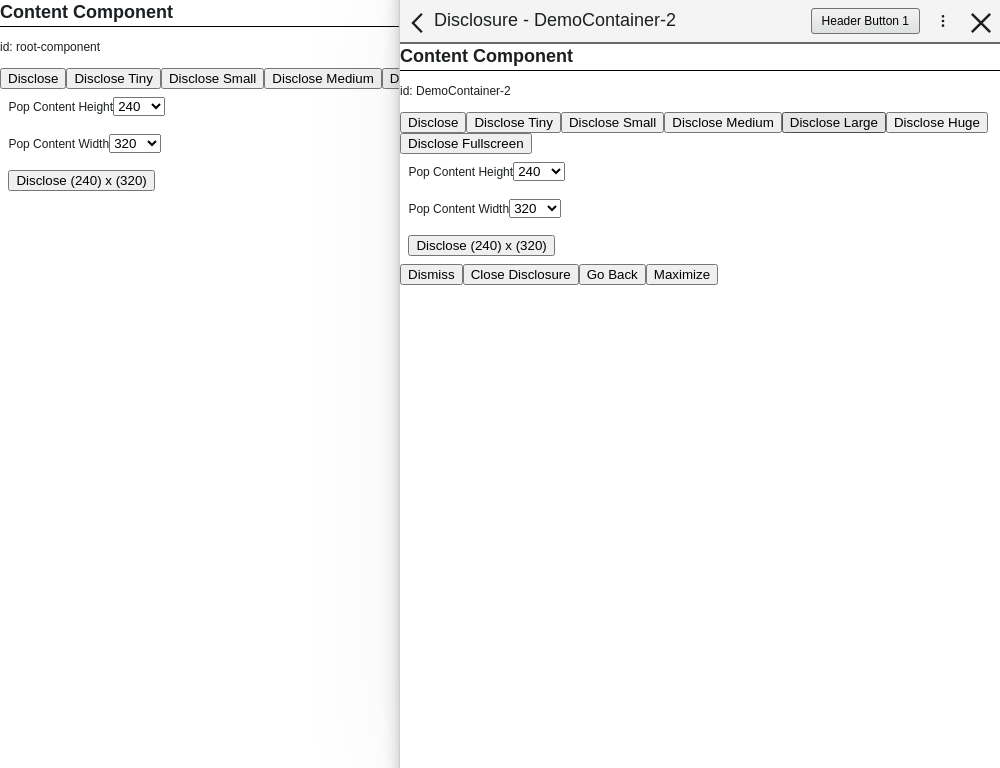 Content Component
id: root-component
Disclose Disclose Tiny Disclose Small Disclose Medium D
Pop Content Height 240
Pop Content Width 320
Disclose (240) x (320)
Disclosure - DemoContainer-2 Header Button 1
Content Component
id: DemoContainer-2
Disclose Disclose Tiny Disclose Small Disclose Medium Disclose Large Disclose Huge
Disclose Fullscreen
Pop Content Height 240
Pop Content Width 320
Disclose (240) x (320)
Dismiss Close Disclosure Go Back Maximize